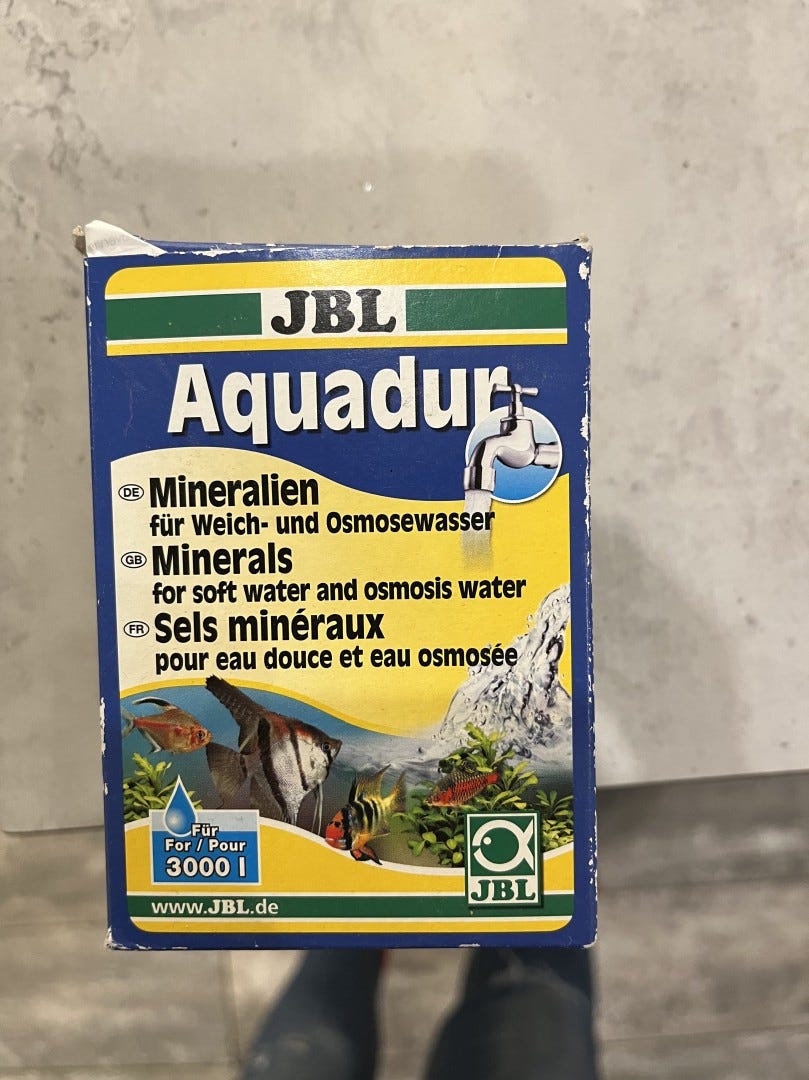 JBL
Aquadur
DE Mineralien
für Weich- und Osmosewasser
GB Minerals
for soft water and osmosis water
FR Sels minéraux
pour eau douce et eau osmosée
Für
For / Pour
3000 l
JBL
www.JBL.de